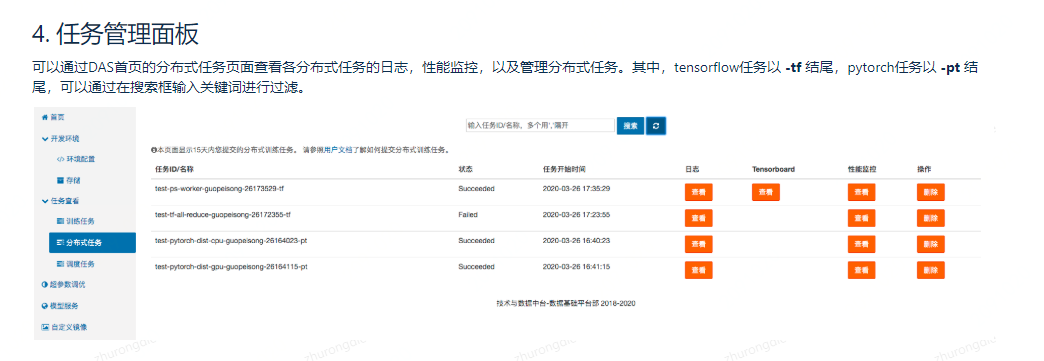 4. 任务管理面板
可以通过DAS首页的分布式任务页面查看各分布式任务的日志，性能监控，以及管理分布式任务。其中，tensorflow任务以 -tf 结尾，pytorch任务以 -pt 结
尾，可以通过在搜索框输入关键词进行过滤。
首页
开发环境
环境配置
存储
任务查看
训练任务
分布式任务
调度任务
超参数调优
模型服务
自定义镜像
输入任务ID/名称，多个用','隔开 搜索
本页面显示15天内您提交的分布式训练任务。 请参照用户文档了解如何提交分布式训练任务。
任务ID/名称 状态 任务开始时间 日志 Tensorboard 性能监控 操作
test-ps-worker-guopeisong-26173529-tf Succeeded 2020-03-26 17:35:29 查看 查看 查看 删除
test-tf-all-reduce-guopeisong-26172355-tf Failed 2020-03-26 17:23:55 查看 查看 删除
test-pytorch-dist-cpu-guopeisong-26164023-pt Succeeded 2020-03-26 16:40:23 查看 查看 删除
test-pytorch-dist-gpu-guopeisong-26164115-pt Succeeded 2020-03-26 16:41:15 查看 查看 删除
技术与数据中台-数据基础平台部 2018-2020